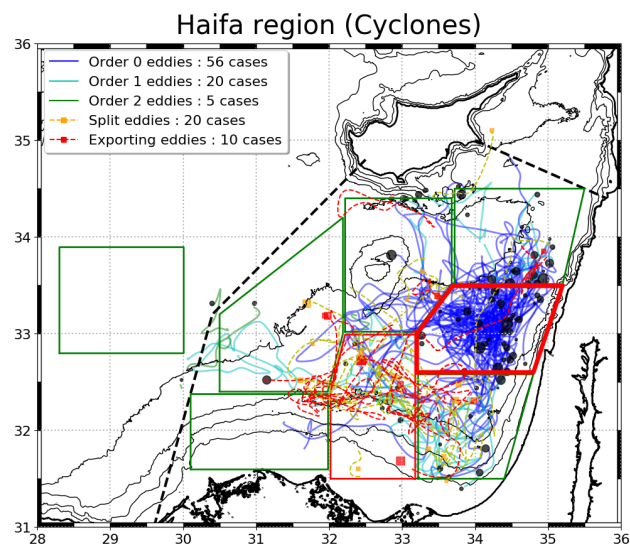 Haifa region (Cyclones)
Order 0 eddies : 56 cases
Order 1 eddies : 20 cases
Order 2 eddies : 5 cases
Split eddies : 20 cases
Exporting eddies : 10 cases
36
35
34
33
32
31
28 29 30 31 32 33 34 35 36